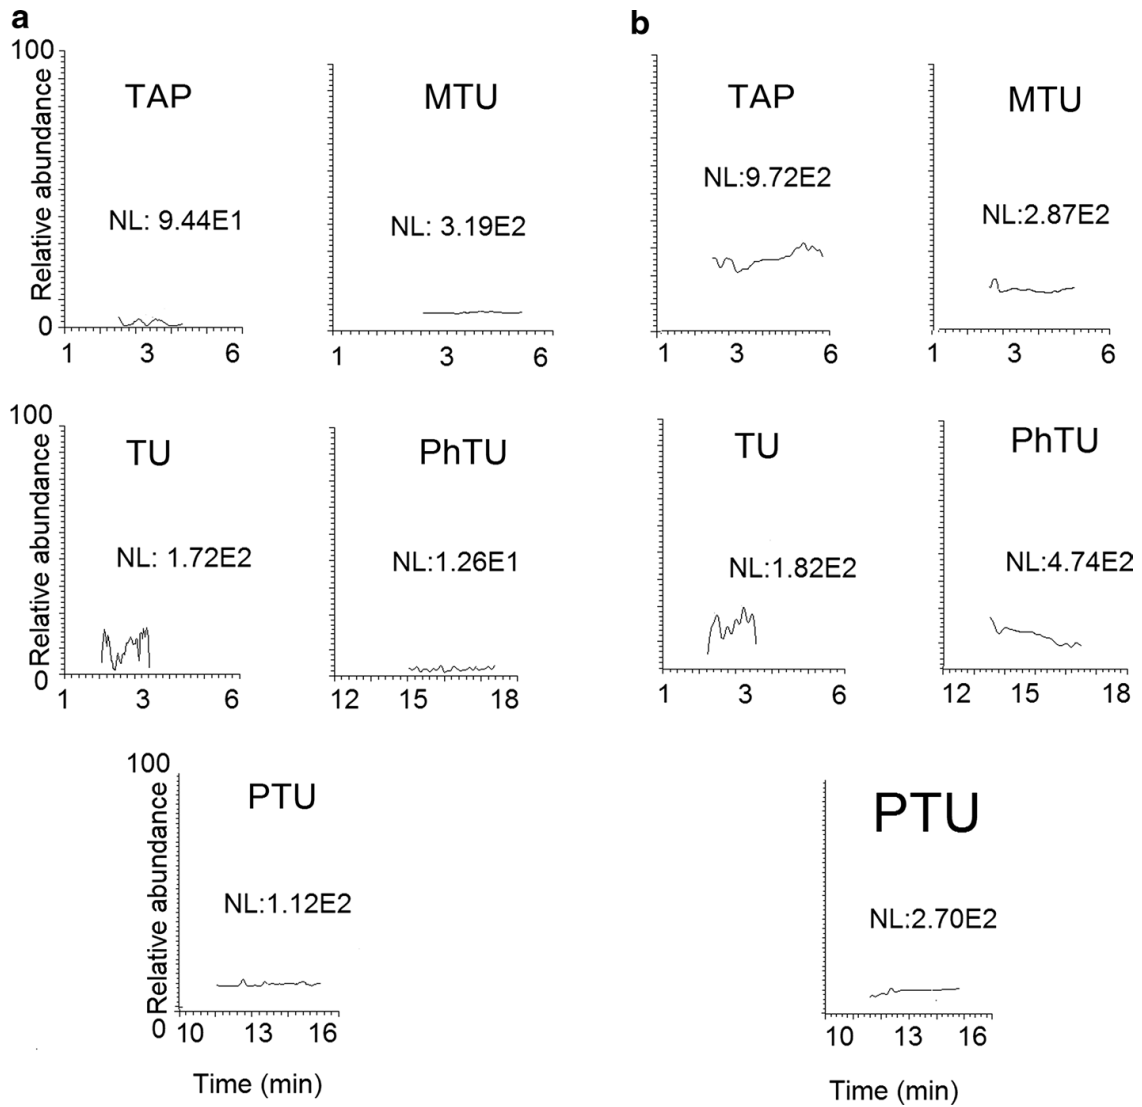 a
100
Relative abundance
0
TAP
NL: 9.44E1
1 3 6
MTU
NL: 3.19E2
1 3 6
100
Relative abundance
0
TU
NL: 1.72E2
1 3 6
PhTU
NL:1.26E1
12 15 18
100
Relative abundance
0
PTU
NL:1.12E2
10 13 16
Time (min)
b
TAP
NL:9.72E2
1 3 6
MTU
NL:2.87E2
1 3 6
TU
NL:1.82E2
1 3 6
PhTU
NL:4.74E2
12 15 18
PTU
NL:2.70E2
10 13 16
Time (min)